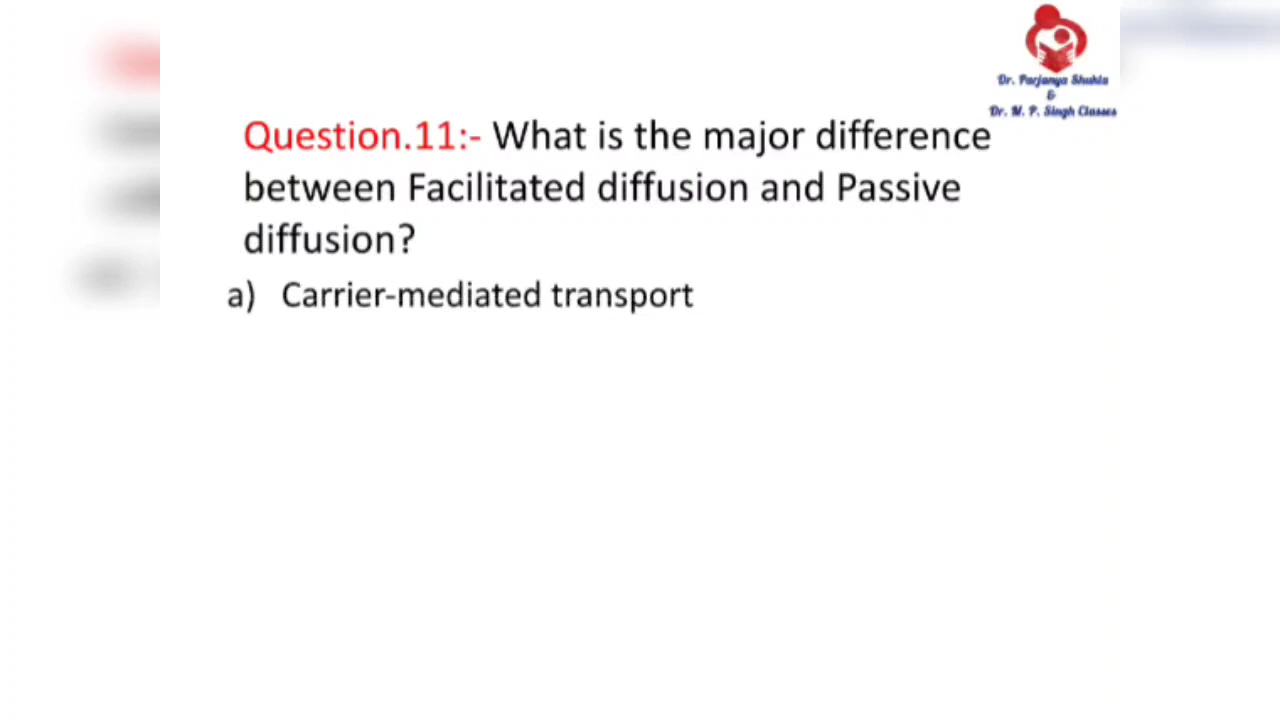 Dr. Parjanya Shukla
&
Dr. M. P. Singh Classes
Question.11:- What is the major difference
between Facilitated diffusion and Passive
diffusion?
a) Carrier-mediated transport